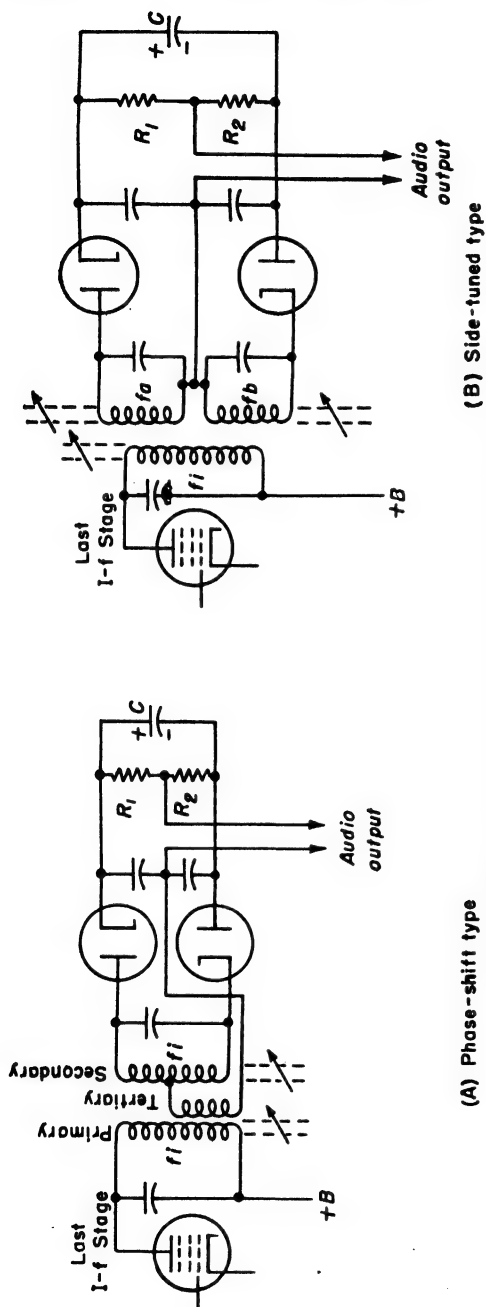 Last
I-f Stage
Primary
Tertiary
Secondary
fi
fi
+B
R1
R2
+
C
-
Audio
output
(A) Phase-shift type
Last
I-f Stage
fi
fa
fb
+B
R1
R2
+
C
-
Audio
output
(B) Side-tuned type